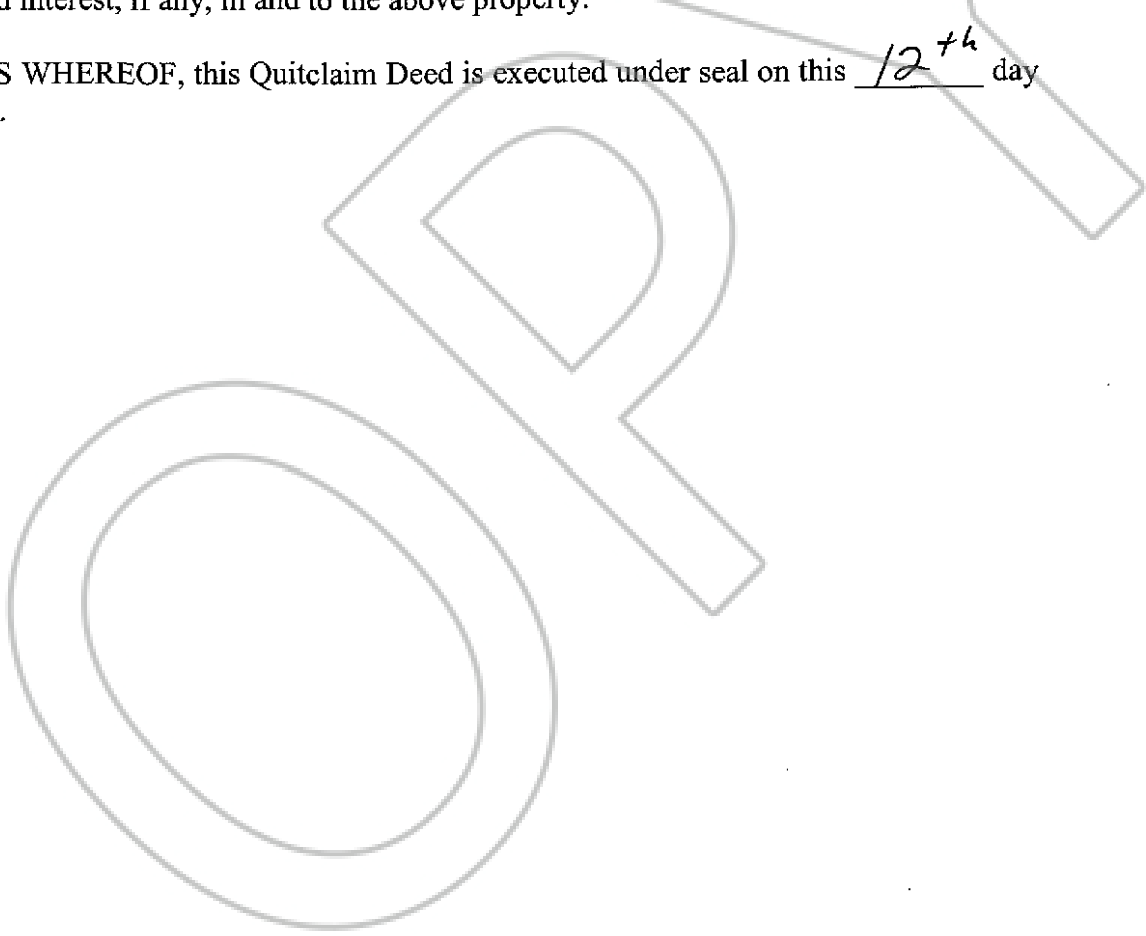 interest, if any, in and to the above property.
S WHEREOF, this Quitclaim Deed is executed under seal on this 12th day
.
OPY